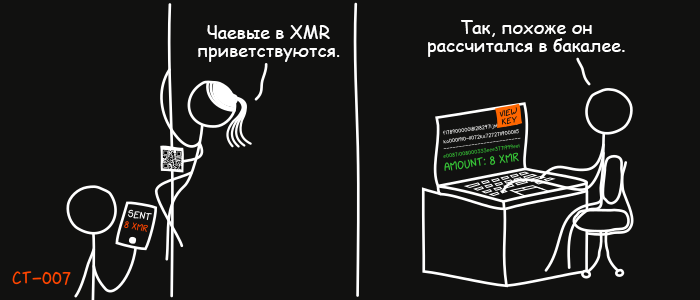 Чаевые в XMR
приветствуются.
SENT
8 XMR
CT-007
Так, похоже он
рассчитался в бакалее.
VIEW
KEY
AMOUNT: 8 XMR